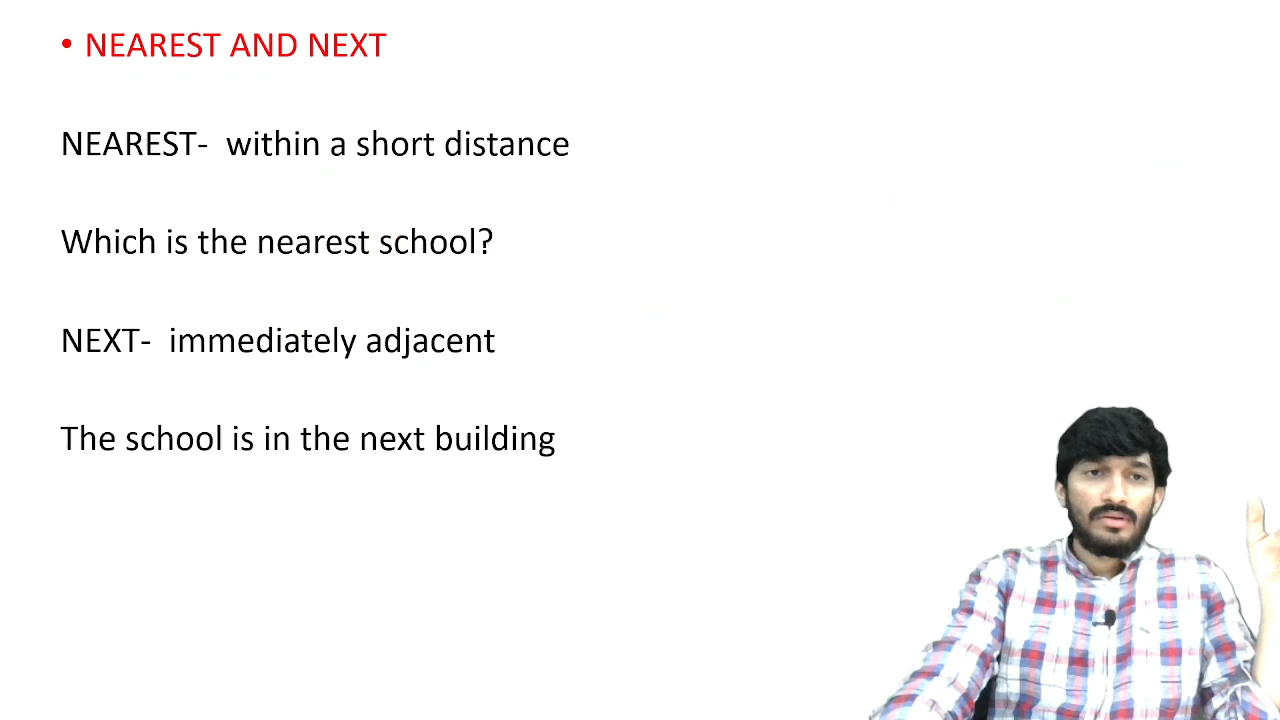 • NEAREST AND NEXT
NEAREST-  within a short distance
Which is the nearest school?
NEXT-  immediately adjacent
The school is in the next building